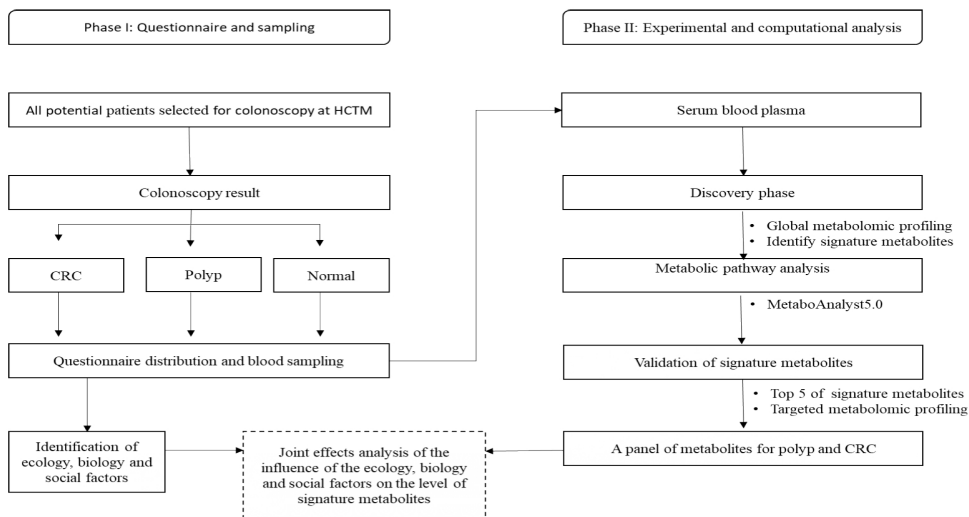 Phase I: Questionnaire and sampling
All potential patients selected for colonoscopy at HCTM
Colonoscopy result
CRC
Polyp
Normal
Questionnaire distribution and blood sampling
Identification of
ecology, biology and
social factors
Joint effects analysis of the
influence of the ecology, biology
and social factors on the level of
signature metabolites
Phase II: Experimental and computational analysis
Serum blood plasma
Discovery phase
• Global metabolomic profiling
• Identify signature metabolites
Metabolic pathway analysis
• MetaboAnalyst5.0
Validation of signature metabolites
• Top 5 of signature metabolites
• Targeted metabolomic profiling
A panel of metabolites for polyp and CRC